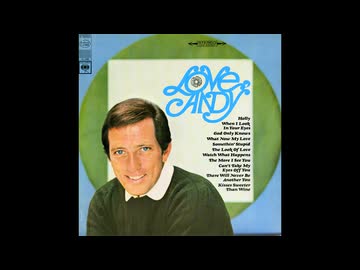 Love,
Andy
Holly
When I Look
In Your Eyes
God Only Knows
What Now My Love
Somethin' Stupid
The Look Of Love
Watch What Happens
The More I See You
Can't Take My
Eyes Off You
There Will Never Be
Another You
Kisses Sweeter
Than Wine